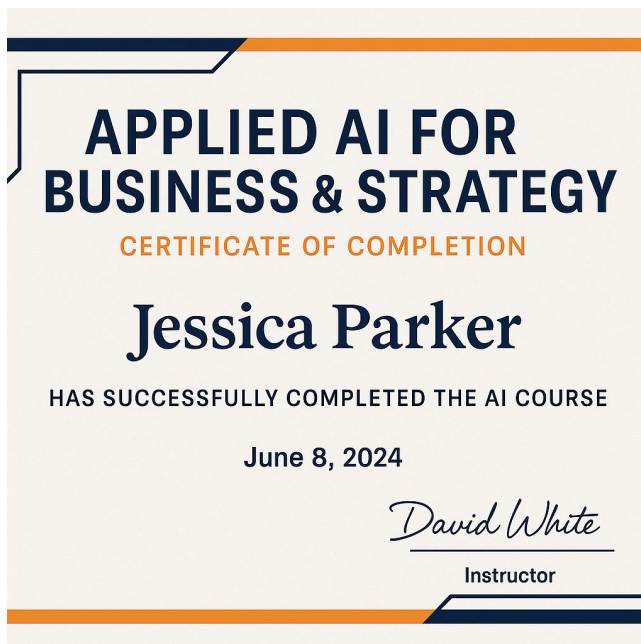 APPLIED AI FOR
BUSINESS & STRATEGY
CERTIFICATE OF COMPLETION
Jessica Parker
HAS SUCCESSFULLY COMPLETED THE AI COURSE
June 8, 2024
David White
Instructor